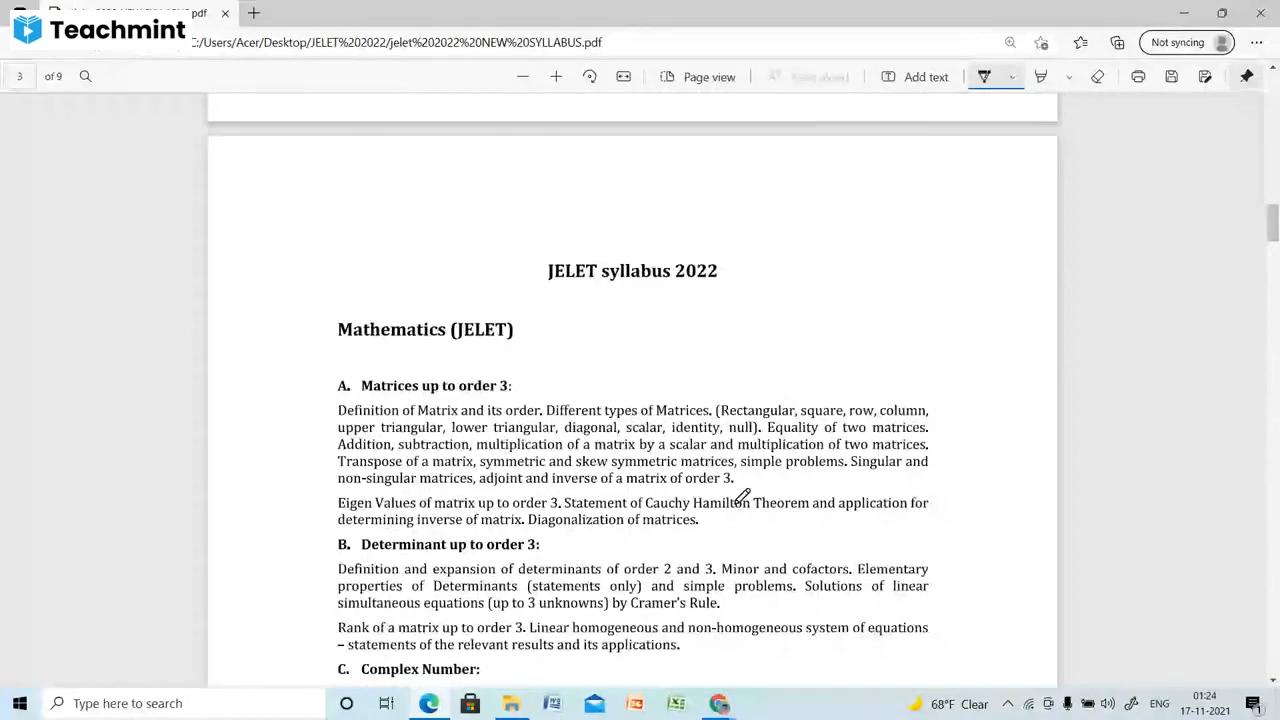 pdf
Teachmint
C:/Users/Acer/Desktop/JELET%202022/jelet%202022%20NEW%20SYLLABUS.pdf
Not syncing
3 of 9
Page view
Add text
JELET syllabus 2022
Mathematics (JELET)
A. Matrices up to order 3:
Definition of Matrix and its order. Different types of Matrices. (Rectangular, square, row, column,
upper triangular, lower triangular, diagonal, scalar, identity, null). Equality of two matrices.
Addition, subtraction, multiplication of a matrix by a scalar and multiplication of two matrices.
Transpose of a matrix, symmetric and skew symmetric matrices, simple problems. Singular and
non-singular matrices, adjoint and inverse of a matrix of order 3.
Eigen Values of matrix up to order 3. Statement of Cauchy Hamilton Theorem and application for
determining inverse of matrix. Diagonalization of matrices.
B. Determinant up to order 3:
Definition and expansion of determinants of order 2 and 3. Minor and cofactors. Elementary
properties of Determinants (statements only) and simple problems. Solutions of linear
simultaneous equations (up to 3 unknowns) by Cramer's Rule.
Rank of a matrix up to order 3. Linear homogeneous and non-homogeneous system of equations
– statements of the relevant results and its applications.
C. Complex Number:
Type here to search
68°F Clear
ENG
01:24
17-11-2021